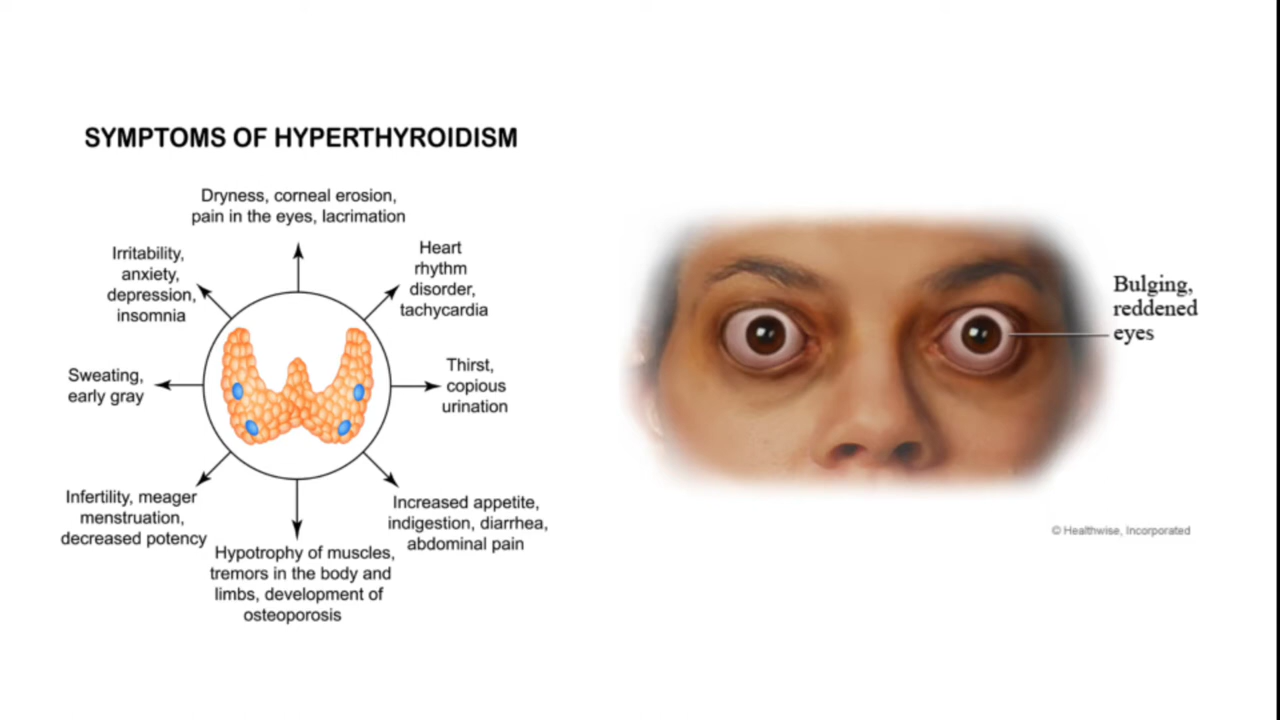 SYMPTOMS OF HYPERTHYROIDISM
Dryness, corneal erosion,
pain in the eyes, lacrimation
Irritability,
anxiety,
depression,
insomnia
Heart
rhythm
disorder,
tachycardia
Sweating,
early gray
Thirst,
copious
urination
Infertility, meager
menstruation,
decreased potency
Increased appetite,
indigestion, diarrhea,
abdominal pain
Hypotrophy of muscles,
tremors in the body and
limbs, development of
osteoporosis
Bulging,
reddened
eyes
© Healthwise, Incorporated